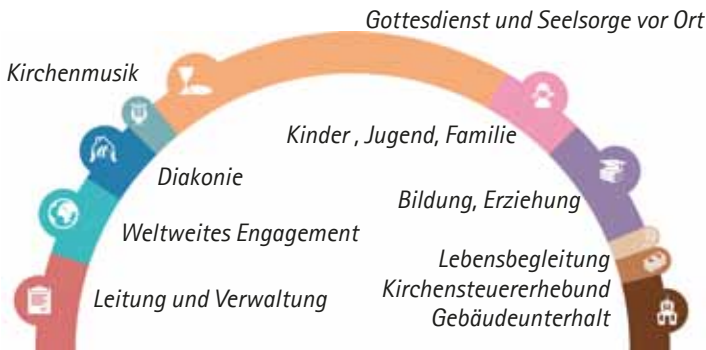 Gottesdienst und Seelsorge vor Ort
Kirchenmusik
Kinder , Jugend, Familie
Diakonie
Bildung, Erziehung
Weltweites Engagement
Lebensbegleitung
Kirchensteuererhebund
Leitung und Verwaltung
Gebäudeunterhalt